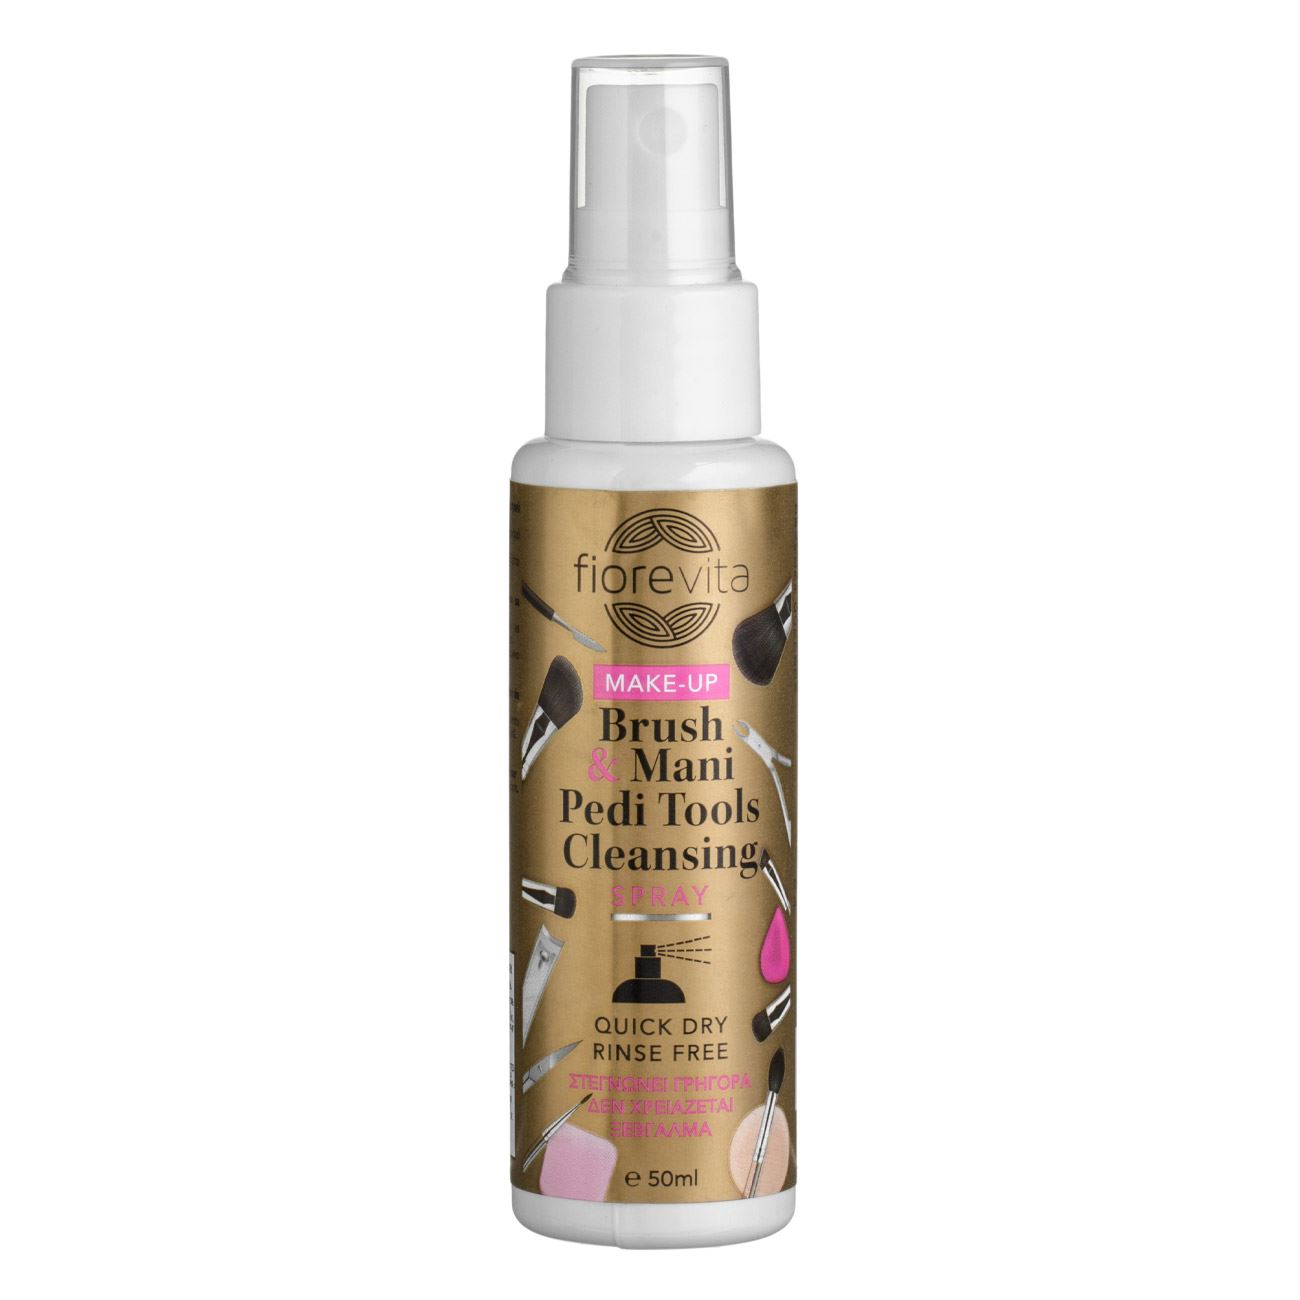 fiorevita
MAKE-UP
Brush
& Mani
Pedi Tools
Cleansing
SPRAY
QUICK DRY
RINSE FREE
ΣΤΕΓΝΩΝΕΙ ΓΡΗΓΟΡΑ
ΔΕΝ ΧΡΕΙΑΖΕΤΑΙ
ΞΕΒΓΑΛΜΑ
℮ 50ml